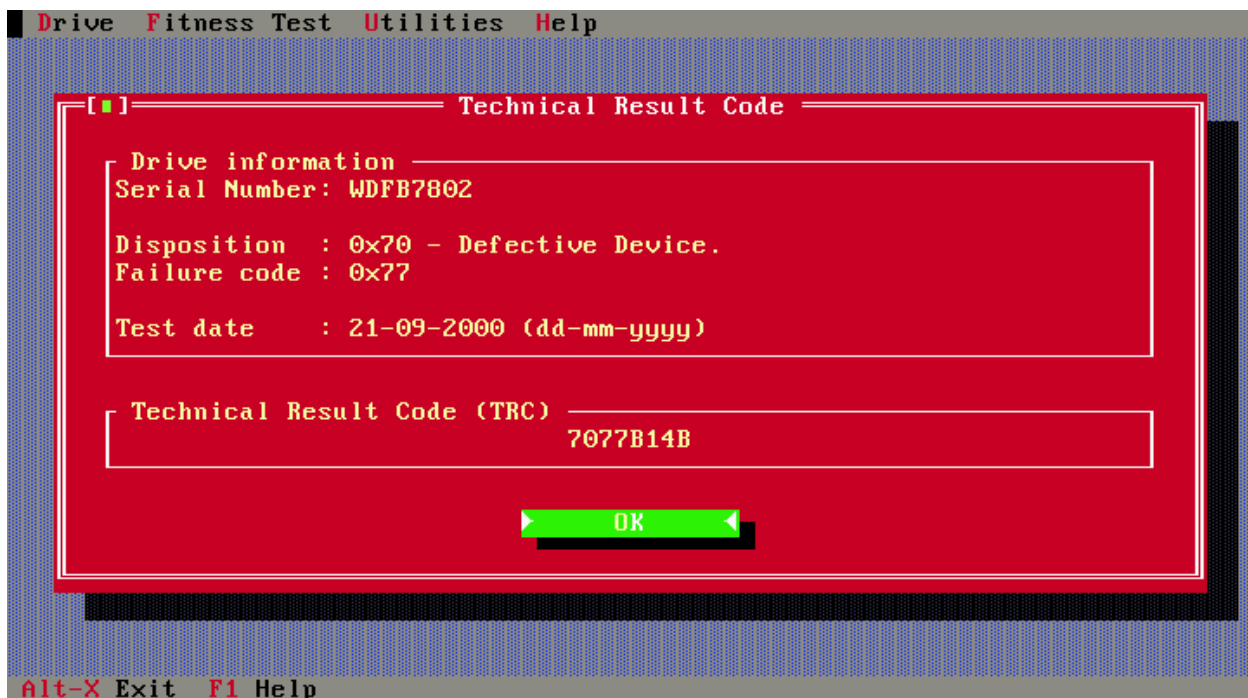 Drive Fitness Test Utilities Help
Technical Result Code
Drive information
Serial Number: WDFB7802
Disposition : 0x70 - Defective Device.
Failure code : 0x77
Test date : 21-09-2000 (dd-mm-yyyy)
Technical Result Code (TRC)
7077B14B
OK
Alt-X Exit F1 Help